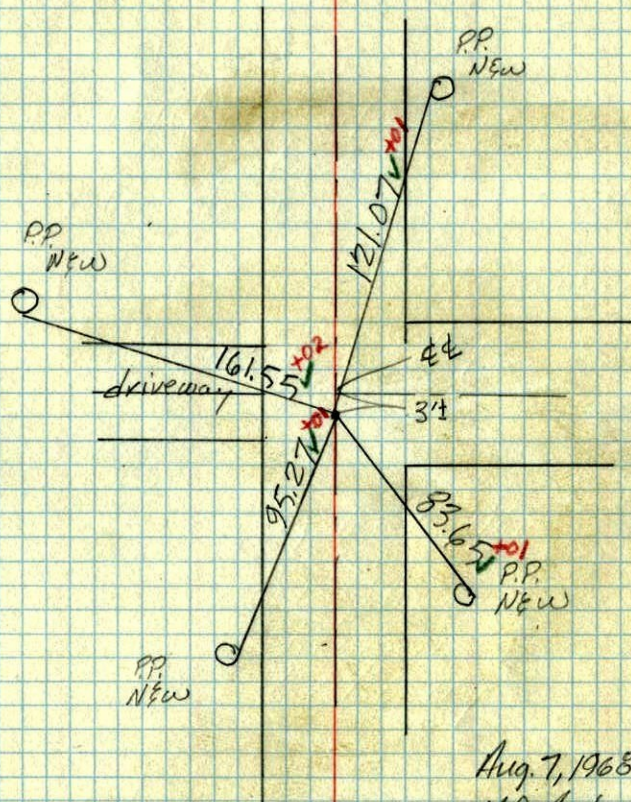 P.P.
N&W
+01
121.07
P.P.
N&W
161.55
+02
driveway
℄℄
34
+01
95.27
83.65
+01
P.P.
N&W
P.P.
N&W
Aug. 7, 1968